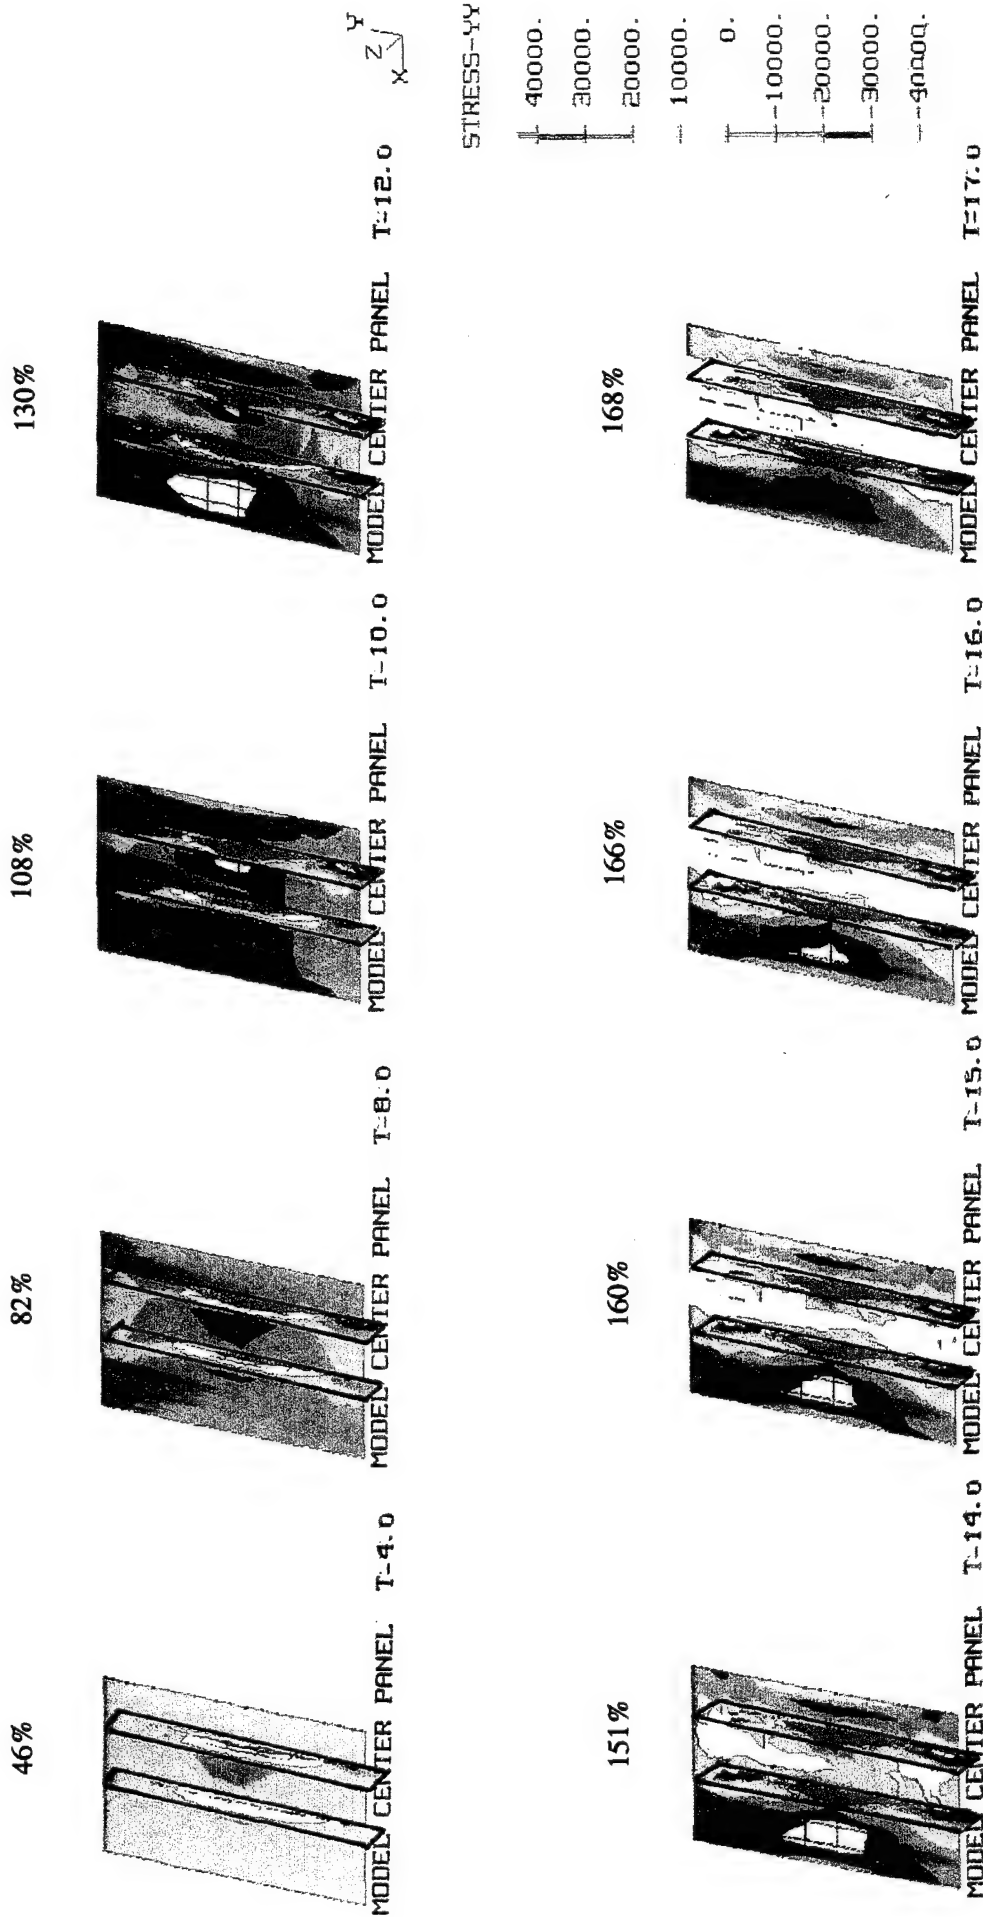 46%
MODEL CENTER PANEL T-4.0
82%
MODEL CENTER PANEL T-8.0
108%
MODEL CENTER PANEL T-10.0
130%
MODEL CENTER PANEL T-12.0
151%
MODEL CENTER PANEL T-14.0
160%
MODEL CENTER PANEL T-15.0
166%
MODEL CENTER PANEL T-16.0
168%
MODEL CENTER PANEL T=17.0
X Z Y
STRESS-YY
40000.
30000.
20000.
10000.
0.
-10000.
-20000.
-30000.
-40000.